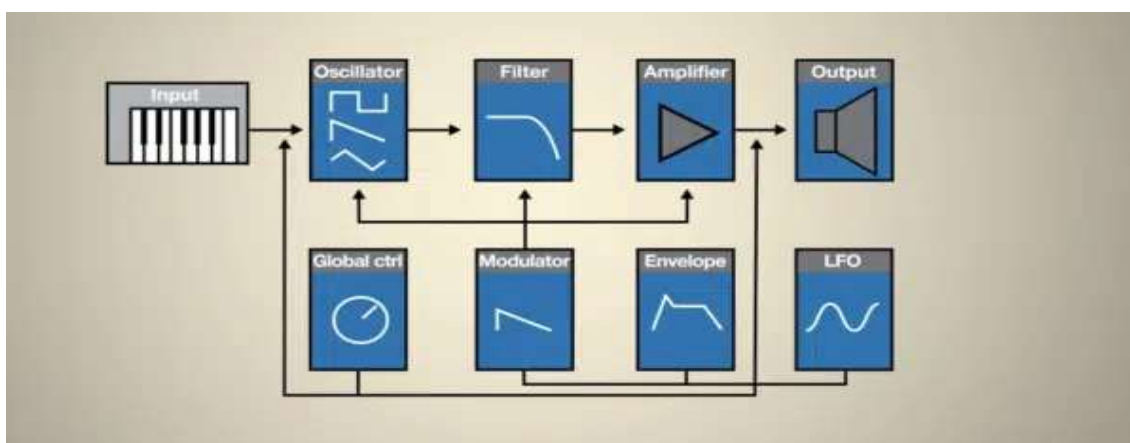 Oscillator
Filter
Amplifier
Output
Input
Global ctrl
Modulator
Envelope
LFO